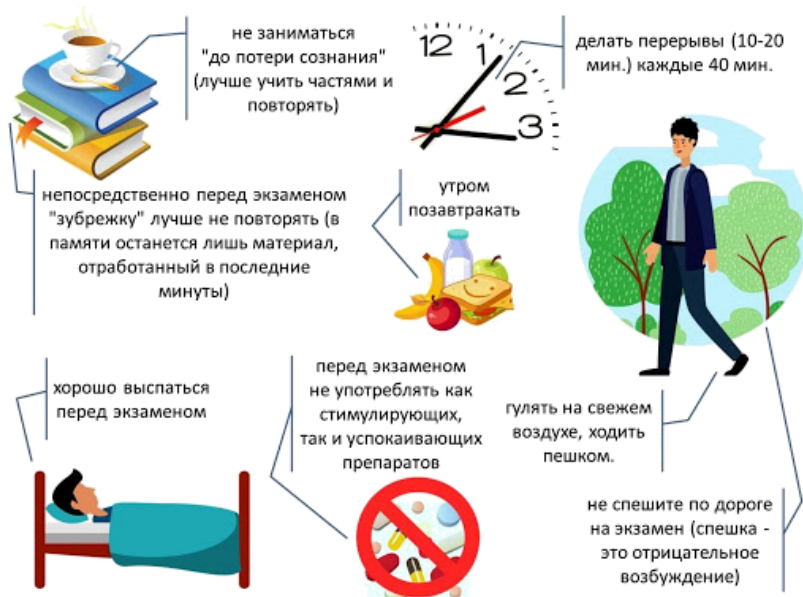 не заниматься
"до потери сознания"
(лучше учить частями и
повторять)
12
1
2
3
делать перерывы (10-20
мин.) каждые 40 мин.
непосредственно перед экзаменом
"зубрежку" лучше не повторять (в
памяти останется лишь материал,
отработанный в последние
минуты)
утром
позавтракать
хорошо выспаться
перед экзаменом
перед экзаменом
не употреблять как
стимулирующих,
так и успокаивающих
препаратов
гулять на свежем
воздухе, ходить
пешком.
не спешите по дороге
на экзамен (спешка -
это отрицательное
возбуждение)